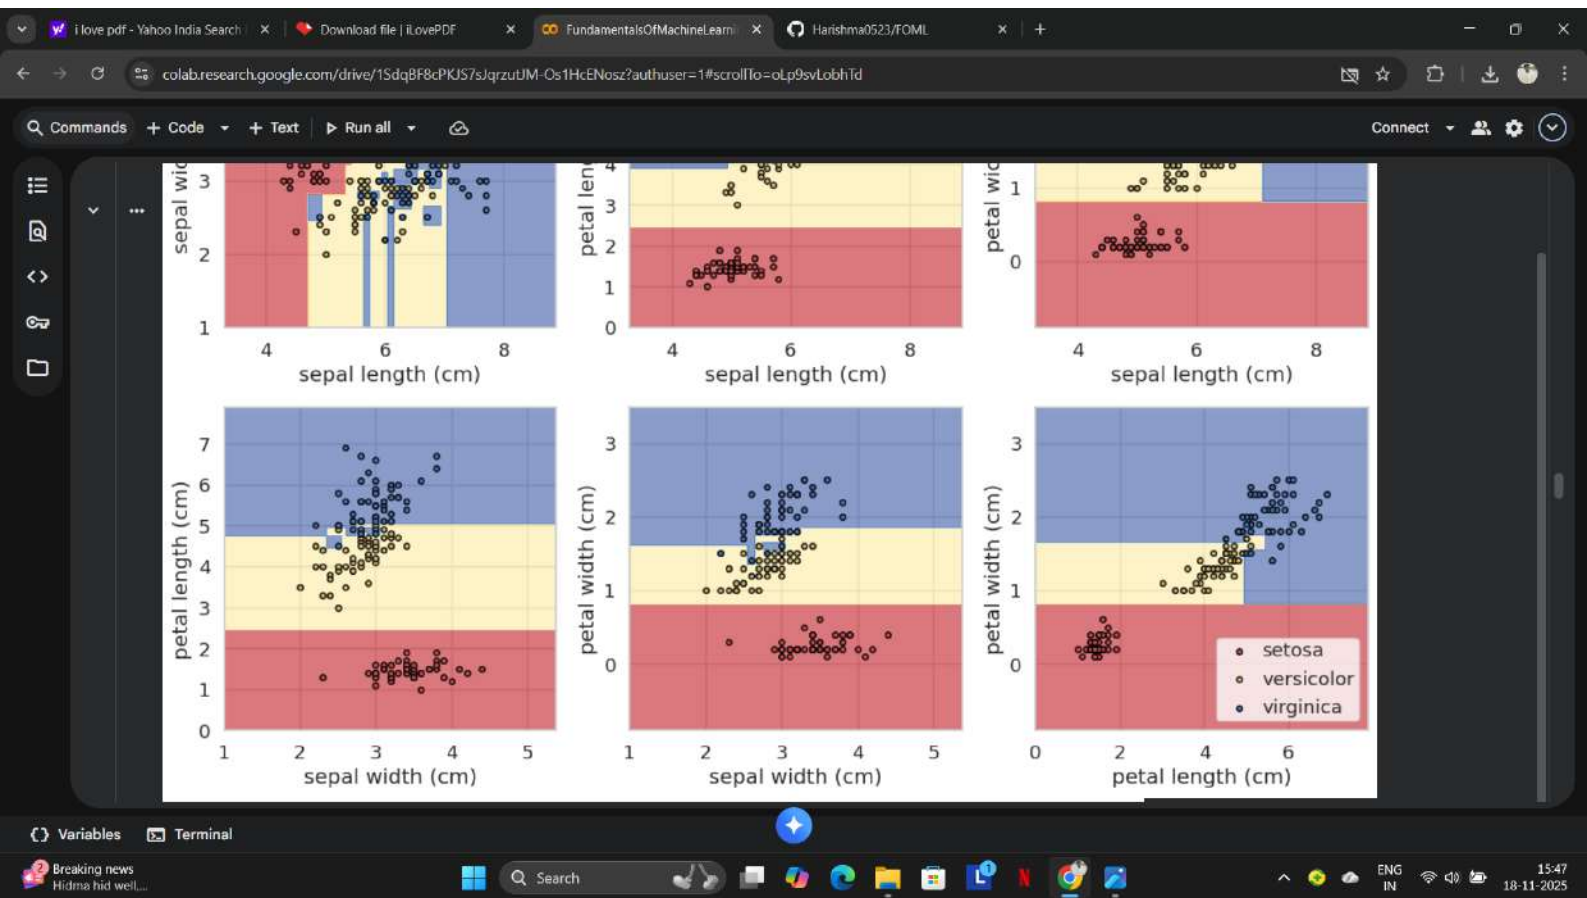 i love pdf - Yahoo India Search
Download file | iLovePDF
FundamentalsOfMachineLearni
Harishma0523/FOML
colab.research.google.com/drive/1SdqBF8cPKJS7sJqrzutJM-Os1HcENosz?authuser=1#scrollTo=oLp9svLobhTd
Commands + Code + Text Run all
Connect
sepal wid
3
2
1
4 6 8
sepal length (cm)
petal leng
4
3
2
1
0
4 6 8
sepal length (cm)
petal wid
1
0
4 6 8
sepal length (cm)
petal length (cm)
7
6
5
4
3
2
1
0
1 2 3 4 5
sepal width (cm)
petal width (cm)
3
2
1
0
1 2 3 4 5
sepal width (cm)
petal width (cm)
3
2
1
0
setosa
versicolor
virginica
0 2 4 6
petal length (cm)
Variables Terminal
2
Breaking news
Hidma hid well,...
Search
L
1
N
ENG
IN
15:47
18-11-2025